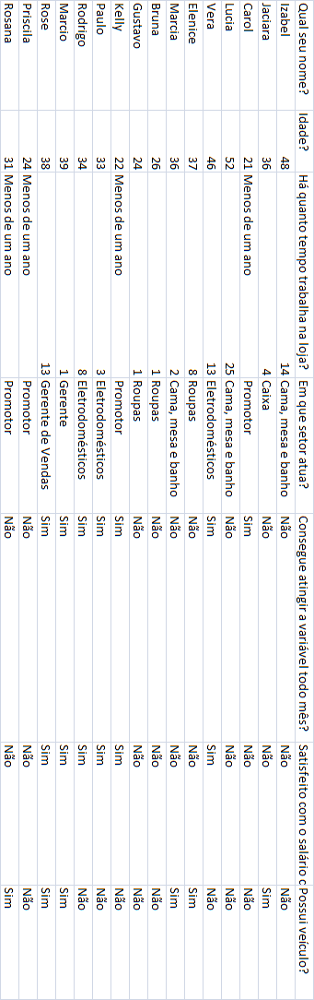 Qual seu nome? Idade? Há quanto tempo trabalha na loja? Em que setor atua? Consegue atingir a variável todo mês? Satisfeito com o salário c Possui veículo?
Izabel 48 14 Cama, mesa e banho Não Não Não
Jaciara 36 4 Caixa Não Não Sim
Carol 21 Menos de um ano Promotor Sim Não Não
Lucia 52 25 Cama, mesa e banho Não Não Não
Vera 46 13 Eletrodomésticos Sim Sim Não
Elenice 37 8 Roupas Não Não Sim
Marcia 36 2 Cama, mesa e banho Não Não Sim
Bruna 26 1 Roupas Não Não Não
Gustavo 24 1 Roupas Não Não Não
Kelly 22 Menos de um ano Promotor Sim Sim Não
Paulo 33 3 Eletrodomésticos Sim Sim Não
Rodrigo 34 8 Eletrodomésticos Sim Sim Não
Marcio 39 1 Gerente Sim Sim Sim
Rose 38 13 Gerente de Vendas Sim Sim Sim
Priscila 24 Menos de um ano Promotor Não Não Não
Rosana 31 Menos de um ano Promotor Não Não Sim